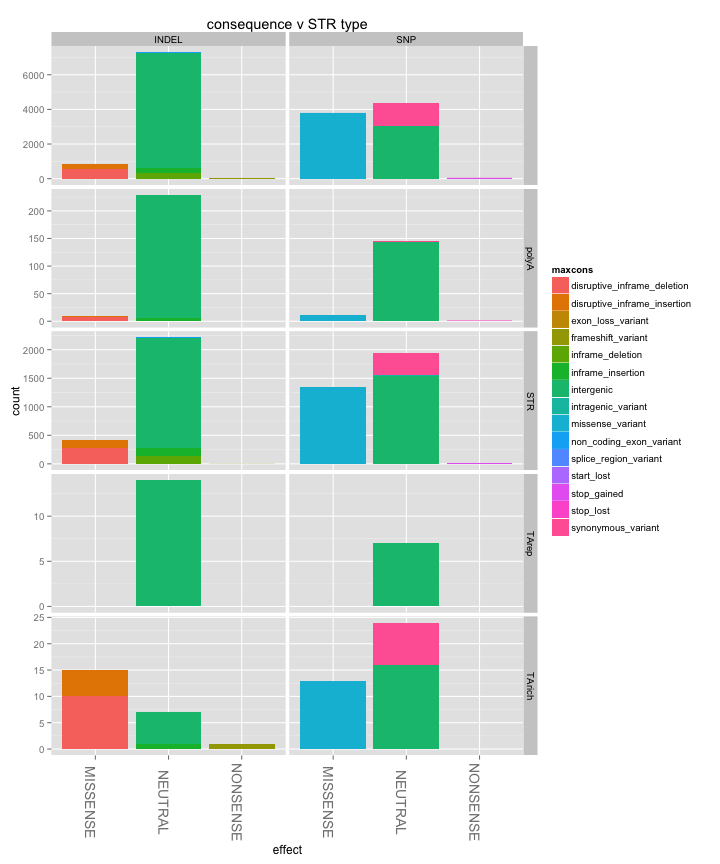 consequence v STR type
INDEL
SNP
6000
4000
2000
0
polyA
200
150
100
50
0
STR
2000
1500
1000
500
0
TArep
10
5
0
TArich
25
20
15
10
5
0
count
MISSENSE
NEUTRAL
NONSENSE
MISSENSE
NEUTRAL
NONSENSE
effect
maxcons
disruptive_inframe_deletion
disruptive_inframe_insertion
exon_loss_variant
frameshift_variant
inframe_deletion
inframe_insertion
intergenic
intragenic_variant
missense_variant
non_coding_exon_variant
splice_region_variant
start_lost
stop_gained
stop_lost
synonymous_variant